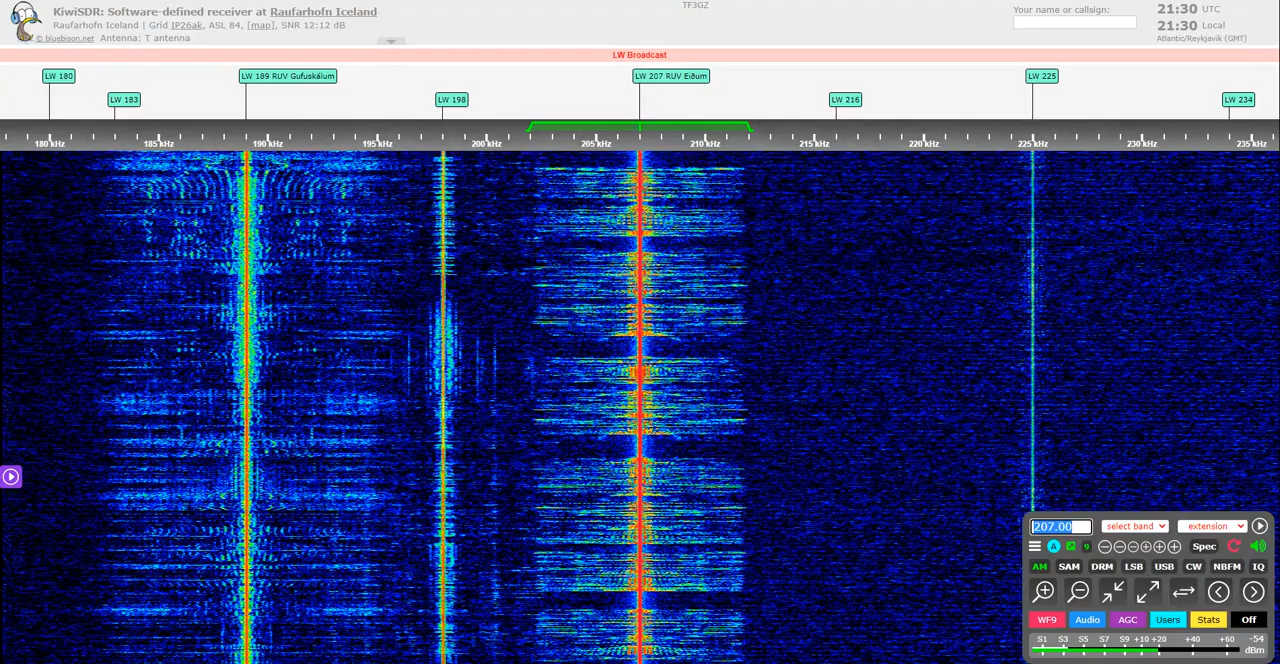 KiwiSDR: Software-defined receiver at Raufarhofn Iceland
Raufarhofn Iceland | Grid IP26ak, ASL 84, [map], SNR 12:12 dB
© bluebison.net Antenna: T antenna
TF3GZ
Your name or callsign:
21:30 UTC
21:30 Local
Atlantic/Reykjavik (GMT)
LW Broadcast
LW 180 LW 189 RUV Gufuskálum LW 207 RUV Eiðum LW 225
LW 183 LW 198 LW 216 LW 234
180 kHz 185 kHz 190 kHz 195 kHz 200 kHz 205 kHz 210 kHz 215 kHz 220 kHz 225 kHz 230 kHz 235 kHz
207.00 select band extension
A 9 Spec
AM SAM DRM LSB USB CW NBFM IQ
WF9 Audio AGC Users Stats Off
S1 S3 S5 S7 S9 +10 +20 +40 +60 -54
dBm